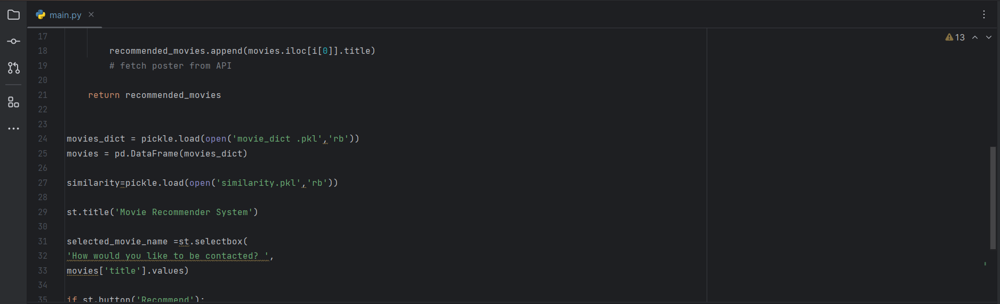 main.py
13
17
18 recommended_movies.append(movies.iloc[i[0]].title)
19 # fetch poster from API
20
21 return recommended_movies
22
23
24 movies_dict = pickle.load(open('movie_dict .pkl','rb'))
25 movies = pd.DataFrame(movies_dict)
26
27 similarity=pickle.load(open('similarity.pkl','rb'))
28
29 st.title('Movie Recommender System')
30
31 selected_movie_name =st.selectbox(
32 'How would you like to be contacted? ',
33 movies['title'].values)
34
35 if st.button('Recommend'):